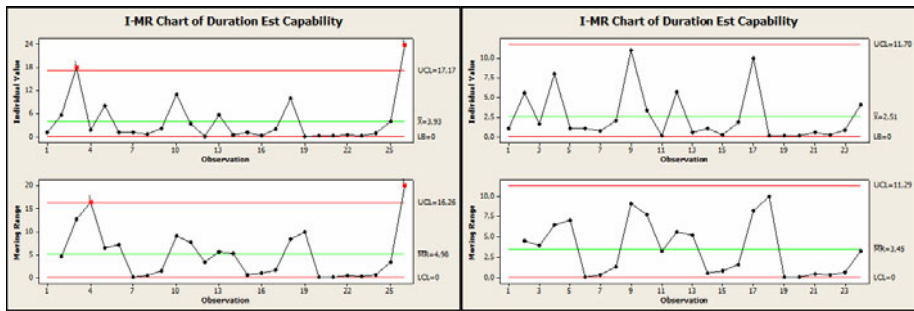 I-MR Chart of Duration Est Capability
Individual Value
24
18
12
6
0
UCL=17.17
X̄=3.93
LB=0
1 4 7 10 13 16 19 22 25
Observation
Moving Range
20
15
10
5
0
UCL=16.26
M̄R̄=4.98
LCL=0
1 4 7 10 13 16 19 22 25
Observation
I-MR Chart of Duration Est Capability
Individual Value
10.0
7.5
5.0
2.5
0.0
UCL=11.70
X̄=2.51
LB=0
1 3 5 7 9 11 13 15 17 19 21 23
Observation
Moving Range
10.0
7.5
5.0
2.5
0.0
UCL=11.29
M̄R̄=3.45
LCL=0
1 3 5 7 9 11 13 15 17 19 21 23
Observation